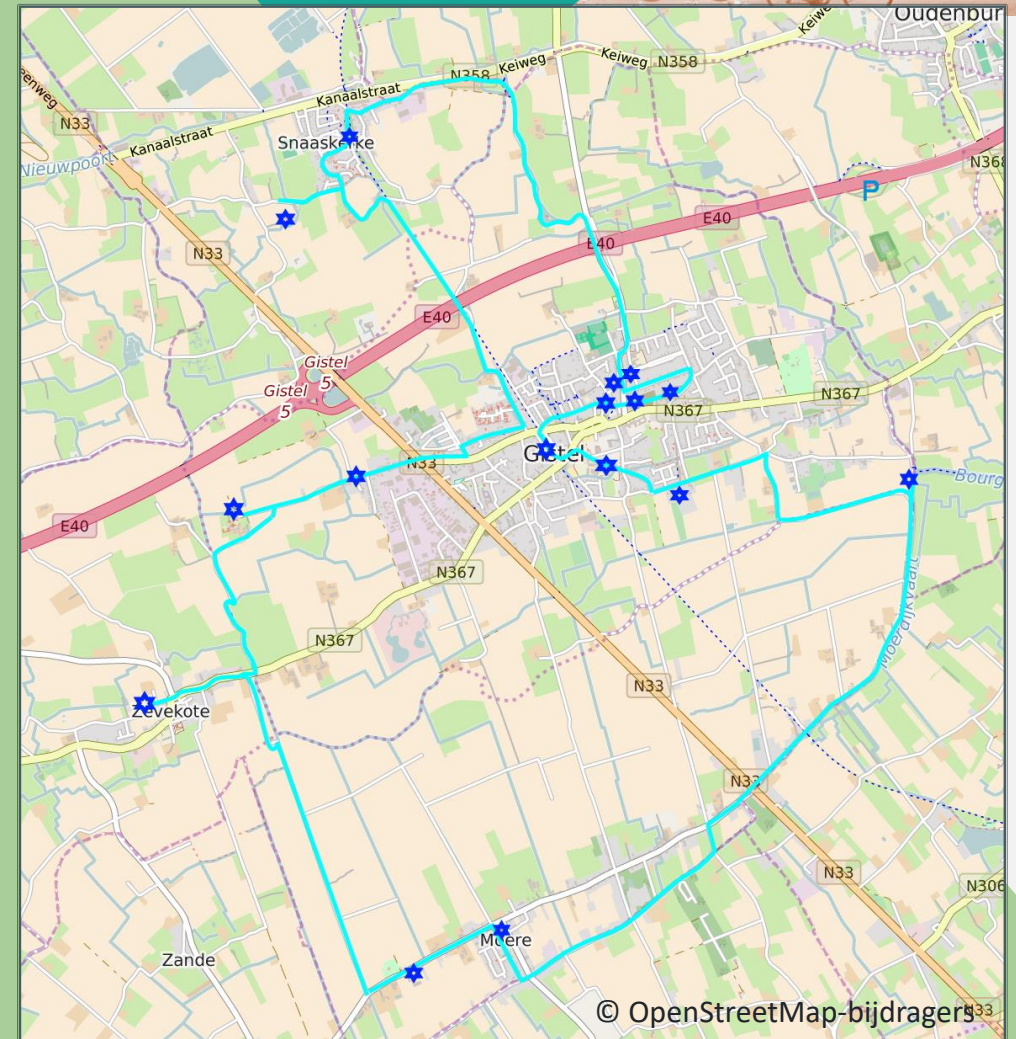 Oudenbur
Keiwe
Keiweg
Keiweg N358
N358
Kanaalstraat
eenweg
N33
Kanaalstraat
Nieuwpoort
Snaaskerke
N368
P
E40
E40
N33
E40
Gistel
5
Gistel
5
N367
N367
Gistel
N33
Bourg
E40
N367
Moerdijkvaart
N367
N33
Zevekote
N33
N33
N306
Moere
Zande
© OpenStreetMap-bijdragers
N33